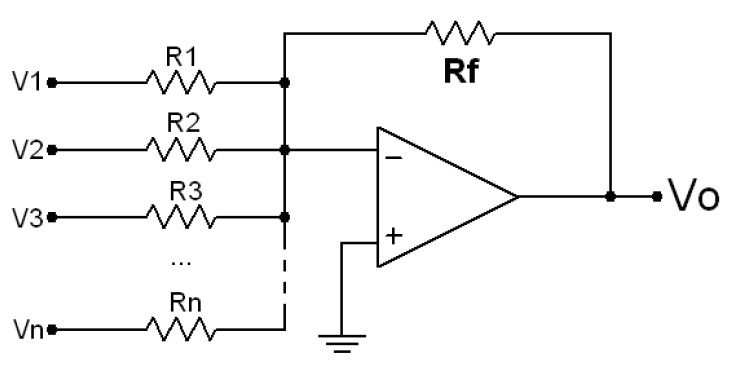 R1
Rf
V1
R2
V2
−
R3
V3
Vo
+
...
Rn
Vn